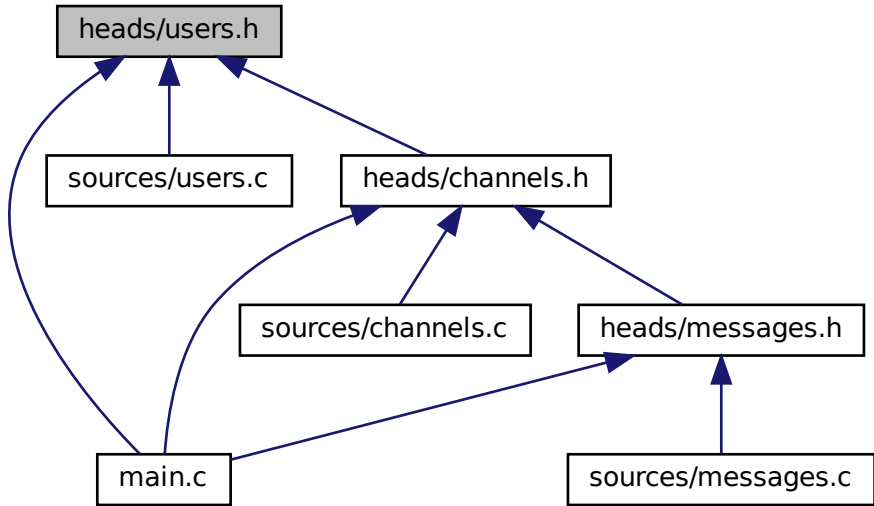 heads/users.h
sources/users.c
heads/channels.h
sources/channels.c
heads/messages.h
main.c
sources/messages.c